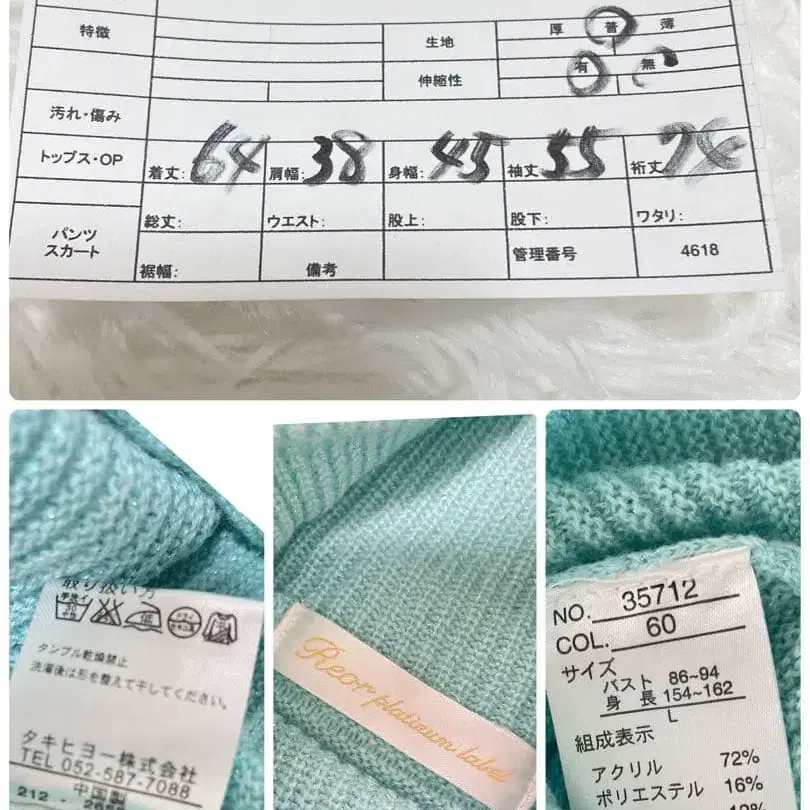 特徴
生地 厚 普 薄
伸縮性 有 無
汚れ・傷み
トップス・OP 着丈: 64 肩幅: 38 身幅: 45 袖丈 55 裄丈
パンツ
スカート
総丈: ウエスト: 股上: 股下: ワタリ:
裾幅: 備考 管理番号 4618
取り扱い方
タンブル乾燥禁止
洗濯後は形を整えて干してください。
タキヒヨー株式会社
TEL 052-587-7088
中国製
212 -
Rear platinum label
NO. 35712
COL. 60
サイズ
バスト 86~94
身 長 154~162
L
組成表示
アクリル 72%
ポリエステル 16%